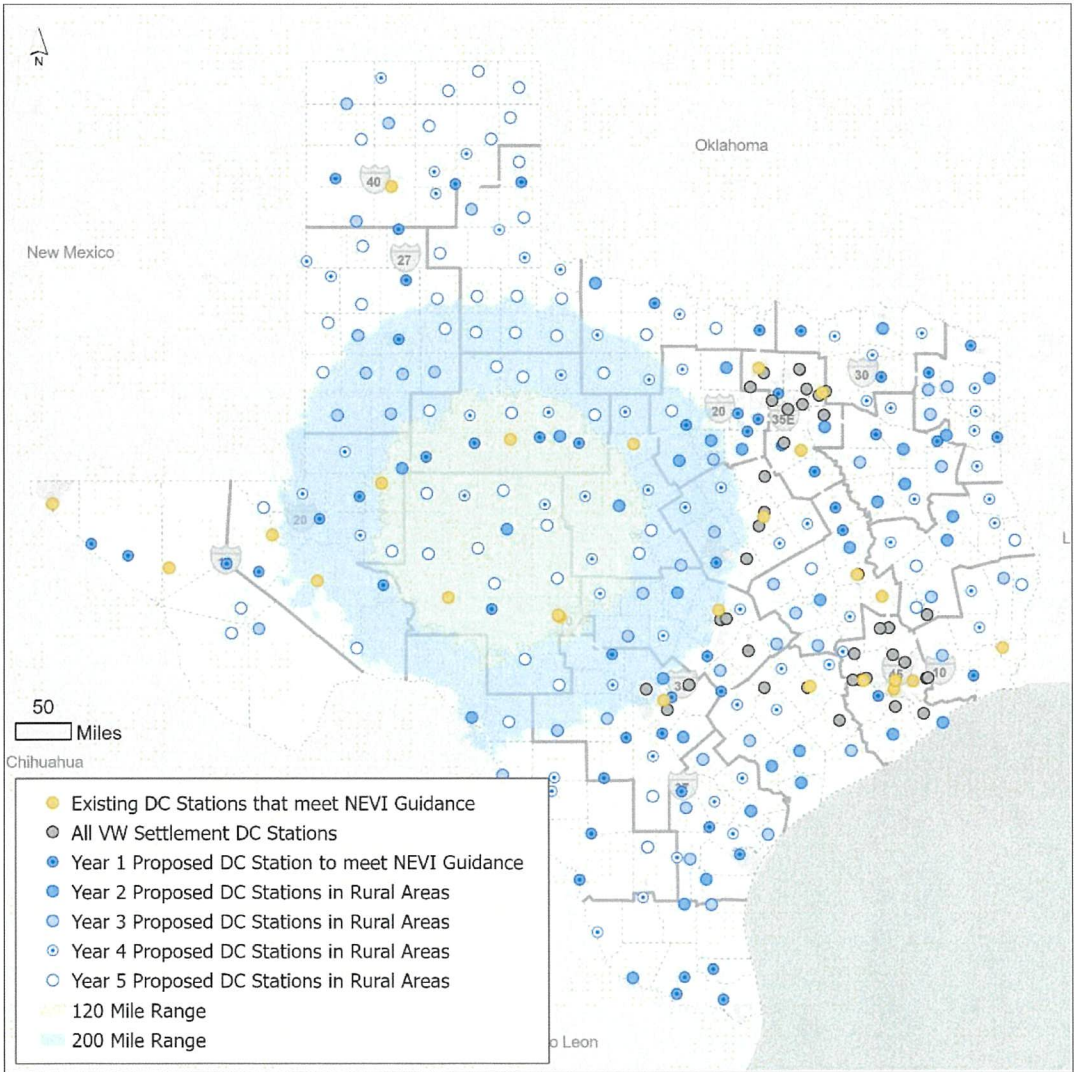 N
Oklahoma
40
New Mexico
27
30
20
35E
20
L
45
10
50
Miles
Chihuahua
Existing DC Stations that meet NEVI Guidance
All VW Settlement DC Stations
Year 1 Proposed DC Station to meet NEVI Guidance
Year 2 Proposed DC Stations in Rural Areas
Year 3 Proposed DC Stations in Rural Areas
Year 4 Proposed DC Stations in Rural Areas
Year 5 Proposed DC Stations in Rural Areas
120 Mile Range
200 Mile Range
o Leon